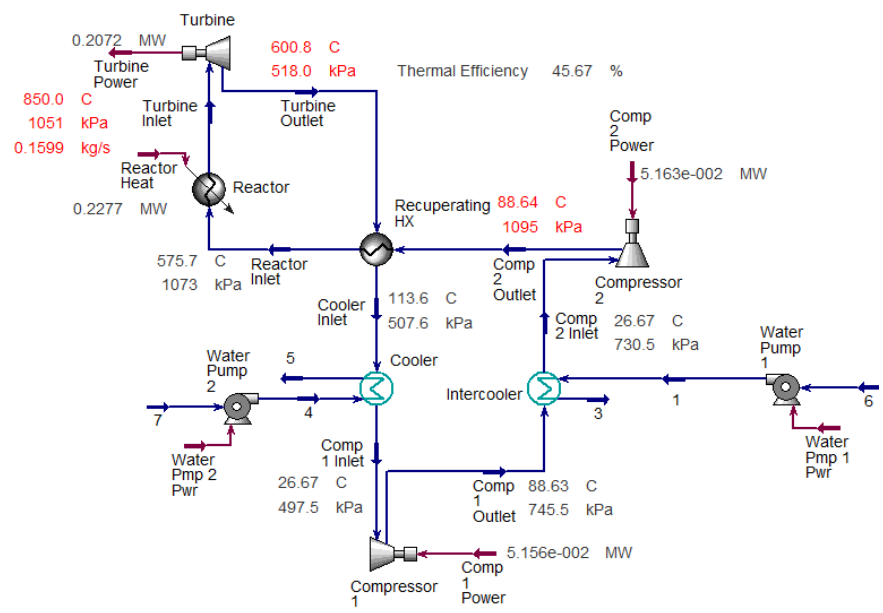 Turbine
0.2072 MW
Turbine
Power
600.8 C
518.0 kPa
Thermal Efficiency 45.67 %
850.0 C
1051 kPa
0.1599 kg/s
Turbine
Inlet
Turbine
Outlet
Comp
2
Power
5.163e-002 MW
Reactor
Heat
Reactor
0.2277 MW
Recuperating
HX
88.64 C
1095 kPa
575.7 C
1073 kPa
Reactor
Inlet
Comp
2
Outlet
Compressor
2
Cooler
Inlet
113.6 C
507.6 kPa
Comp
2 Inlet
26.67 C
730.5 kPa
Water
Pump
1
Water
Pump
2
5
Cooler
Intercooler
7
4
3
1
6
Water
Pmp 2
Pwr
Comp
1 Inlet
Water
Pmp 1
Pwr
26.67 C
497.5 kPa
Comp
1
Outlet
88.63 C
745.5 kPa
Compressor
1
5.156e-002 MW
Comp
1
Power